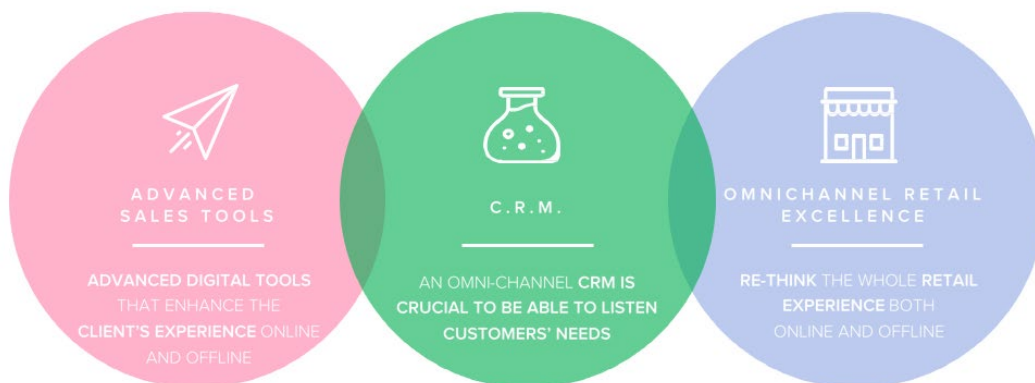 ADVANCED
SALES TOOLS
ADVANCED DIGITAL TOOLS
THAT ENHANCE THE
CLIENT'S EXPERIENCE ONLINE
AND OFFLINE
C.R.M.
AN OMNI-CHANNEL CRM IS
CRUCIAL TO BE ABLE TO LISTEN
CUSTOMERS' NEEDS
OMNICHANNEL RETAIL
EXCELLENCE
RE-THINK THE WHOLE RETAIL
EXPERIENCE BOTH
ONLINE AND OFFLINE